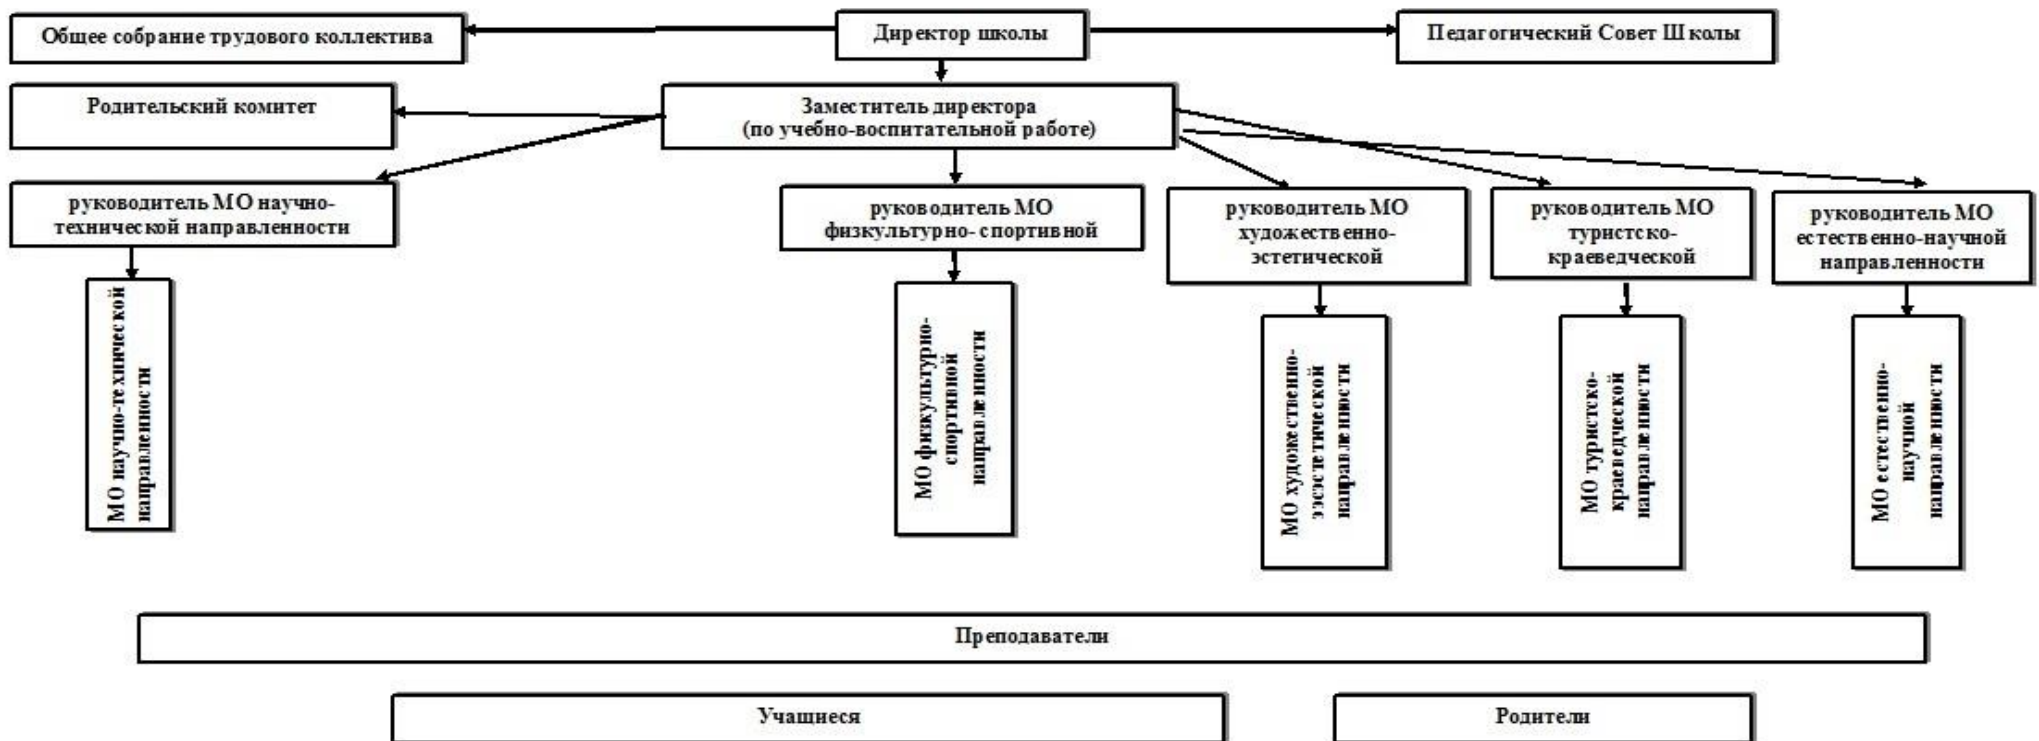 Общее собрание трудового коллектива
Директор школы
Педагогический Совет Школы
Родительский комитет
Заместитель директора
(по учебно-воспитательной работе)
руководитель МО научно-
технической направленности
руководитель МО
физкультурно- спортивной
руководитель МО
художественно-
эстетической
руководитель МО
туристско-
краеведческой
руководитель МО
естественно-научной
направленности
МО научно-технической
направленности
МО физкультурно-
спортивной
направленности
МО художественно-
эзсэстетической
направленности
МО туристско-
краеведческой
направленности
МО естественно-
научной
направленности
Преподаватели
Учащиеся
Родители